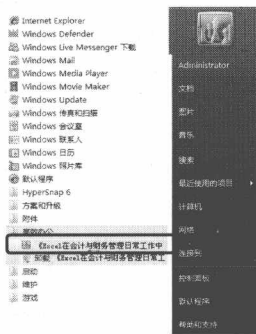 Internet Explorer
Windows Defender
Windows Live Messenger 下载
Windows Mail
Windows Media Player
Windows Movie Maker
Windows Update
Windows 传真和扫描
Windows 会议室
Windows 联系人
Windows 日历
Windows 照片库
默认程序
HyperSnap 6
方案和升级
附件
高效办公
《Excel在会计与财务管理日常工作中
卸载 《Excel在会计与财务管理日常工
启动
维护
游戏
Administrator
文档
图片
音乐
搜索
最近使用的项目
计算机
网络
连接到
控制面板
默认程序
帮助和支持